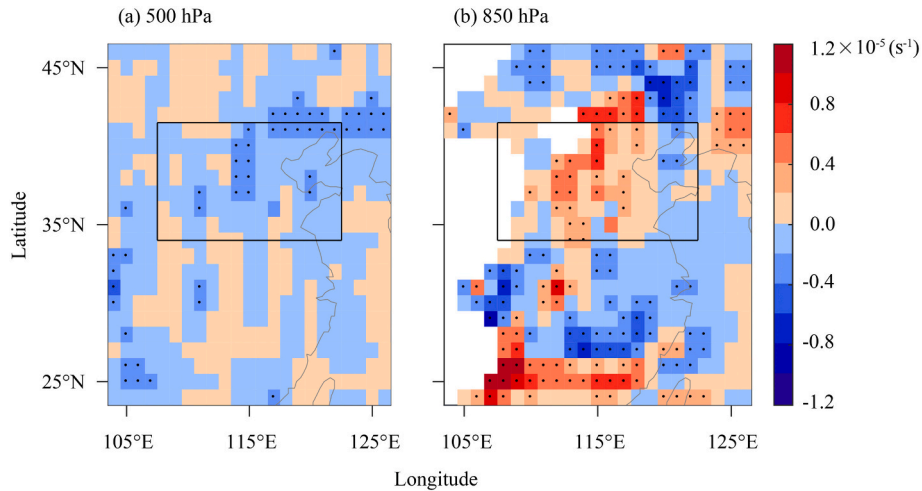 (a) 500 hPa
(b) 850 hPa
45°N
35°N
25°N
Latitude
105°E
115°E
125°E
105°E
115°E
125°E
Longitude
1.2 × 10⁻⁵ (s⁻¹)
0.8
0.4
0.0
-0.4
-0.8
-1.2